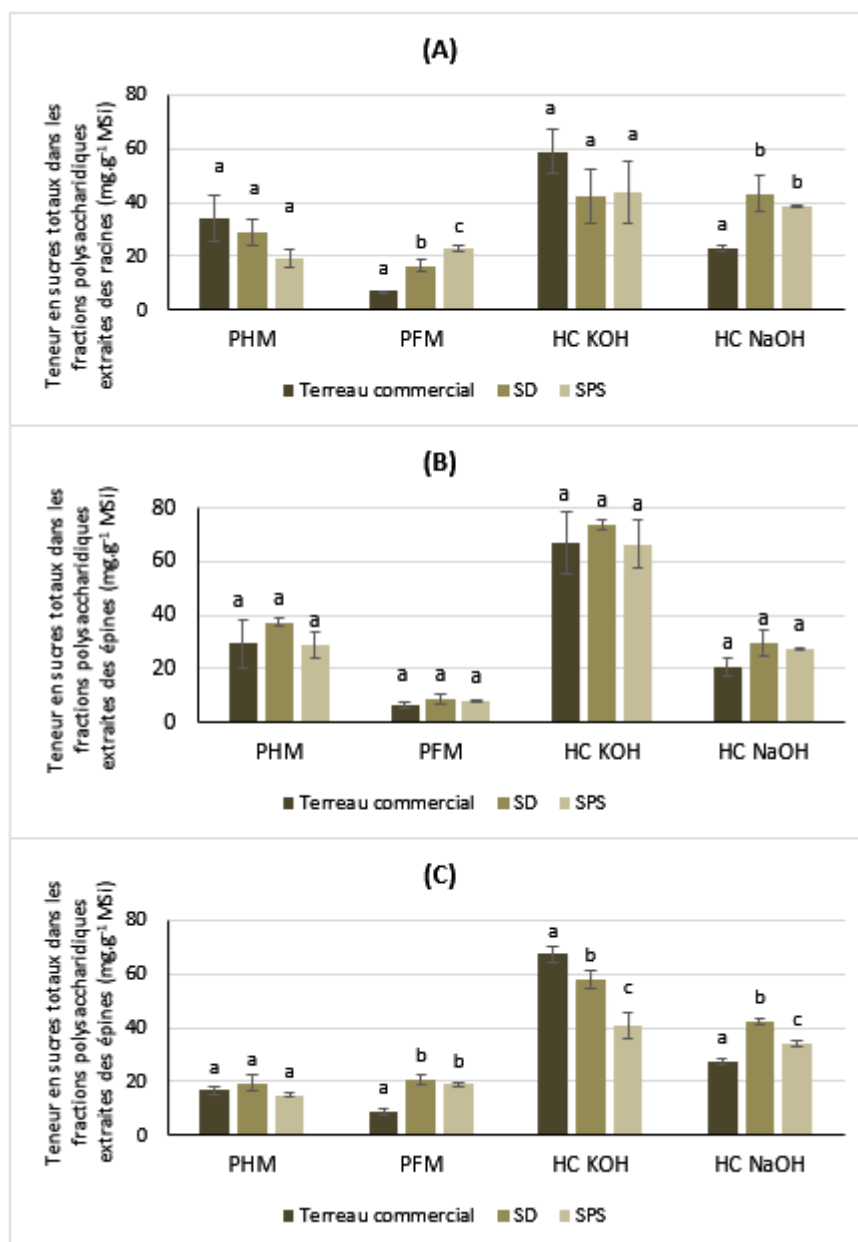 (A)
Teneur en sucres totaux dans les
fractions polysaccharidiques
extraites des racines (mg.g⁻¹ MSi)
80
60
40
20
0
a a a
a b c
a a a
a b b
PHM PFM HC KOH HC NaOH
Terreau commercial SD SPS
(B)
Teneur en sucres totaux dans les
fractions polysaccharidiques
extraites des épines (mg.g⁻¹ MSi)
80
60
40
20
0
a a a
a a a
a a a
a a a
PHM PFM HC KOH HC NaOH
Terreau commercial SD SPS
(C)
Teneur en sucres totaux dans les
fractions polysaccharidiques
extraites des épines (mg.g⁻¹ MSi)
80
60
40
20
0
a a a
a b b
a b c
a b c
PHM PFM HC KOH HC NaOH
Terreau commercial SD SPS